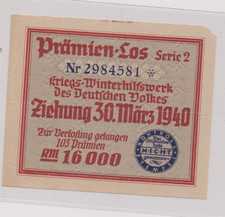 Prämien-Los Serie 2
Nr 2984581 ✲
Kriegs-Winterhilfswerk
des Deutschen Volkes
Ziehung 30. März 1940
Zur Verlosung gelangen
103 Prämien
RM 16 000
NICHT